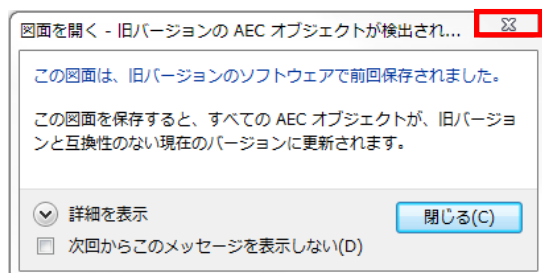 図面を開く - 旧バージョンの AEC オブジェクトが検出され...
この図面は、旧バージョンのソフトウェアで前回保存されました。
この図面を保存すると、すべての AEC オブジェクトが、旧バージョ
ンと互換性のない現在のバージョンに更新されます。
詳細を表示
閉じる(C)
次回からこのメッセージを表示しない(D)